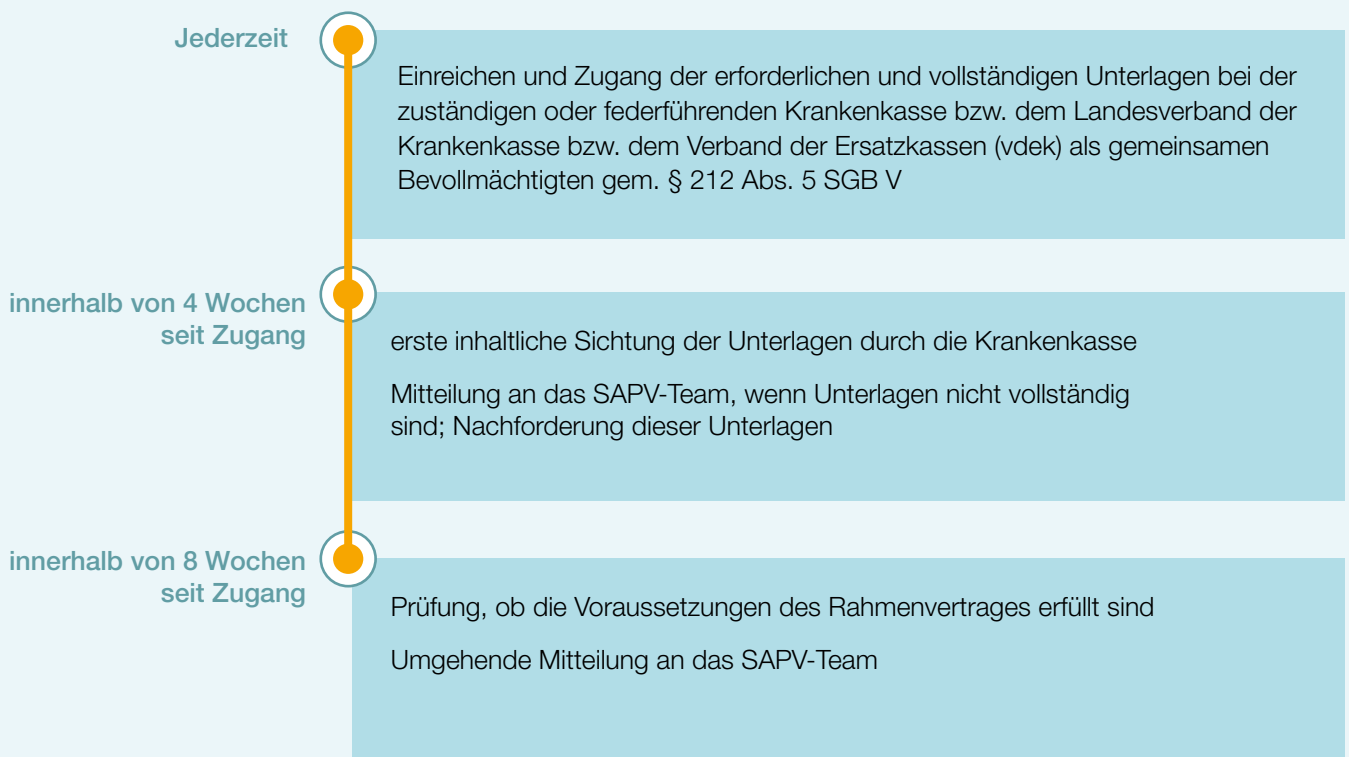 Jederzeit
Einreichen und Zugang der erforderlichen und vollständigen Unterlagen bei der
zuständigen oder federführenden Krankenkasse bzw. dem Landesverband der
Krankenkasse bzw. dem Verband der Ersatzkassen (vdek) als gemeinsamen
Bevollmächtigten gem. § 212 Abs. 5 SGB V
innerhalb von 4 Wochen
seit Zugang
erste inhaltliche Sichtung der Unterlagen durch die Krankenkasse
Mitteilung an das SAPV-Team, wenn Unterlagen nicht vollständig
sind; Nachforderung dieser Unterlagen
innerhalb von 8 Wochen
seit Zugang
Prüfung, ob die Voraussetzungen des Rahmenvertrages erfüllt sind
Umgehende Mitteilung an das SAPV-Team